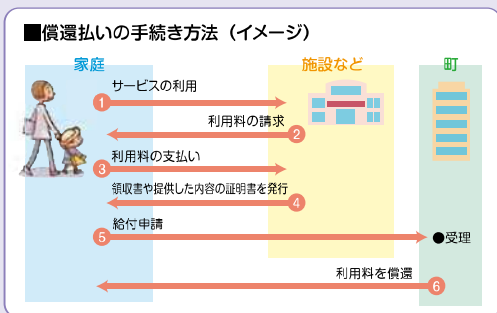 ■償還払いの手続き方法（イメージ）
家庭
施設など
町
サービスの利用
1
利用料の請求
2
利用料の支払い
3
領収書や提供した内容の証明書を発行
4
給付申請
5
●受理
利用料を償還
6